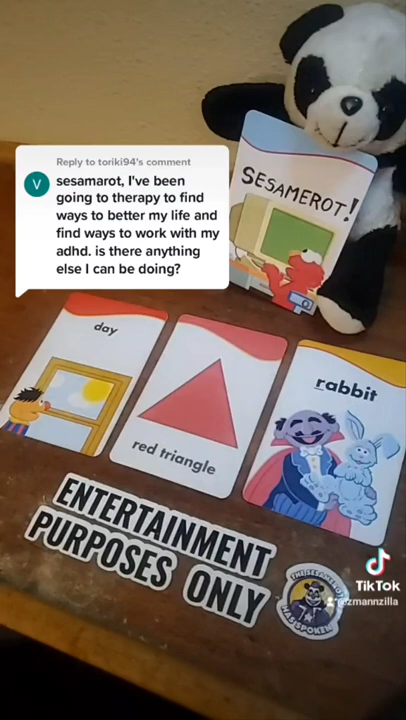 Reply to toriki94's comment
V
sesamarot, I've been
going to therapy to find
ways to better my life and
find ways to work with my
adhd. is there anything
else I can be doing?
SESAMEROT!
day
red triangle
rabbit
ENTERTAINMENT
PURPOSES ONLY
THE SESAMEROT
HAS SPOKEN
TikTok
@zmannzilla